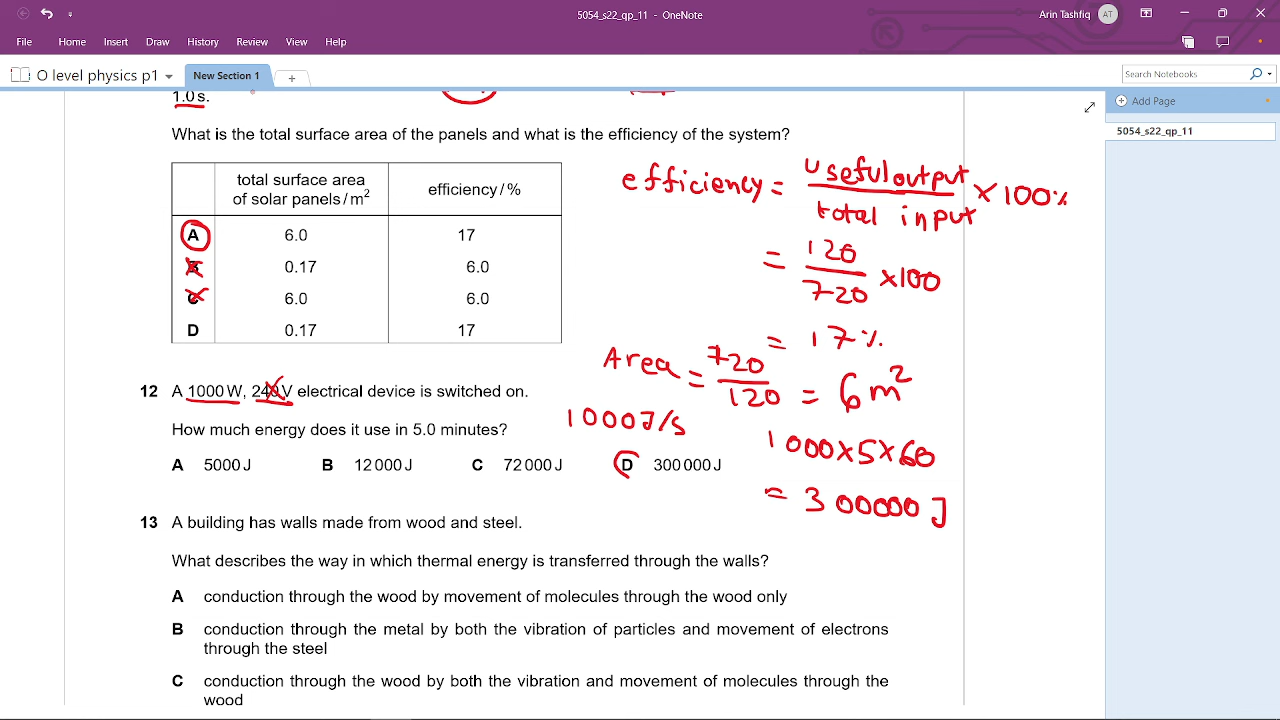 5054_s22_qp_11 - OneNote
Arin Tashfiq AT
File Home Insert Draw History Review View Help
O level physics p1 New Section 1
Search Notebooks
Add Page
5054_s22_qp_11
1.0 s.
What is the total surface area of the panels and what is the efficiency of the system?
total surface area of solar panels / m² efficiency / %
A 6.0 17
B 0.17 6.0
C 6.0 6.0
D 0.17 17
efficiency = useful output / total input × 100%
= 120 / 720 × 100
= 17%
Area = 720 / 120 = 6 m²
12 A 1000 W, 240 V electrical device is switched on.
How much energy does it use in 5.0 minutes?
1000J/s
A 5000 J B 12 000 J C 72 000 J D 300 000 J
1000×5×60
= 300000 J
13 A building has walls made from wood and steel.
What describes the way in which thermal energy is transferred through the walls?
A conduction through the wood by movement of molecules through the wood only
B conduction through the metal by both the vibration of particles and movement of electrons
through the steel
C conduction through the wood by both the vibration and movement of molecules through the
wood